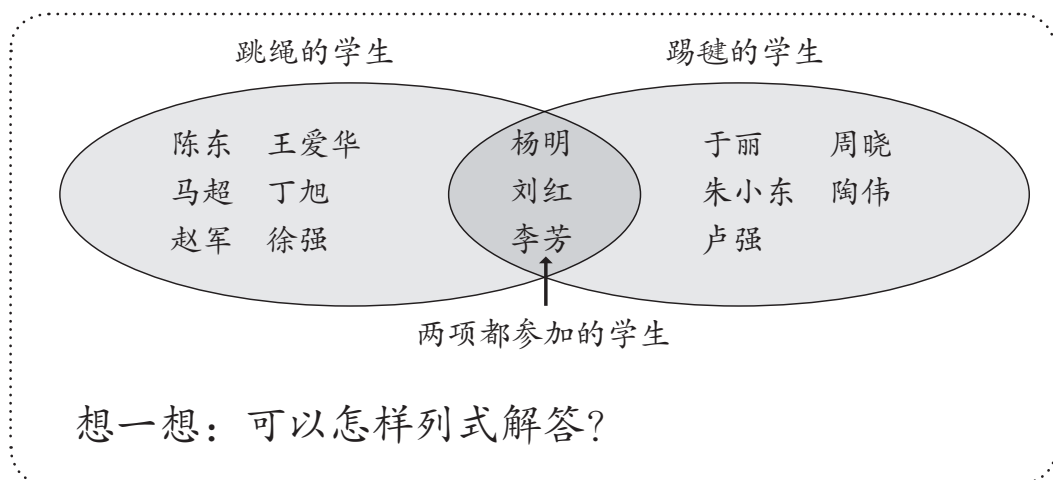 跳绳的学生 踢毽的学生
陈东 王爱华 杨明 于丽 周晓
马超 丁旭 刘红 朱小东 陶伟
赵军 徐强 李芳 卢强
两项都参加的学生
想一想：可以怎样列式解答？